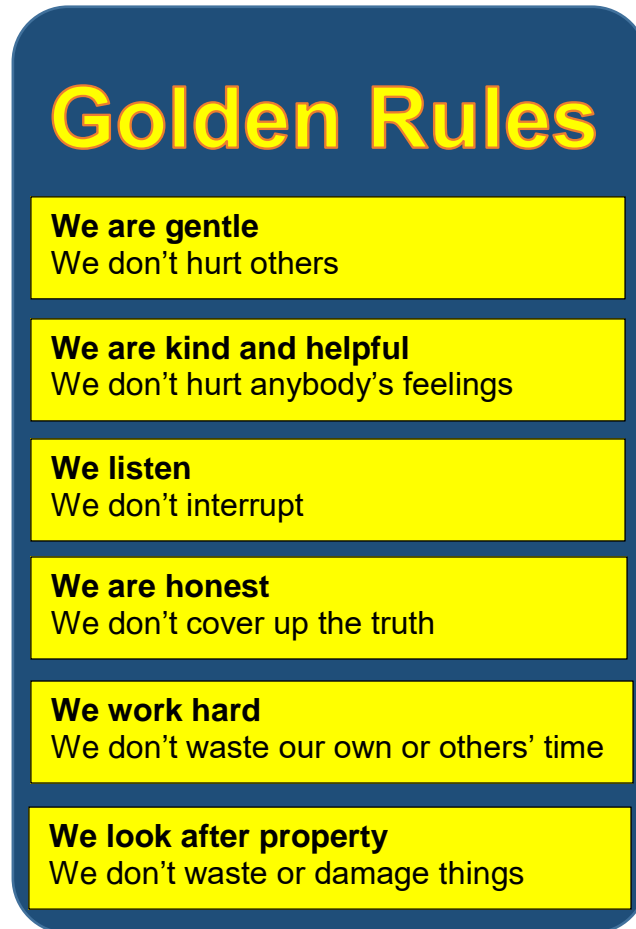 Golden Rules
We are gentle
We don’t hurt others
We are kind and helpful
We don’t hurt anybody’s feelings
We listen
We don’t interrupt
We are honest
We don’t cover up the truth
We work hard
We don’t waste our own or others’ time
We look after property
We don’t waste or damage things